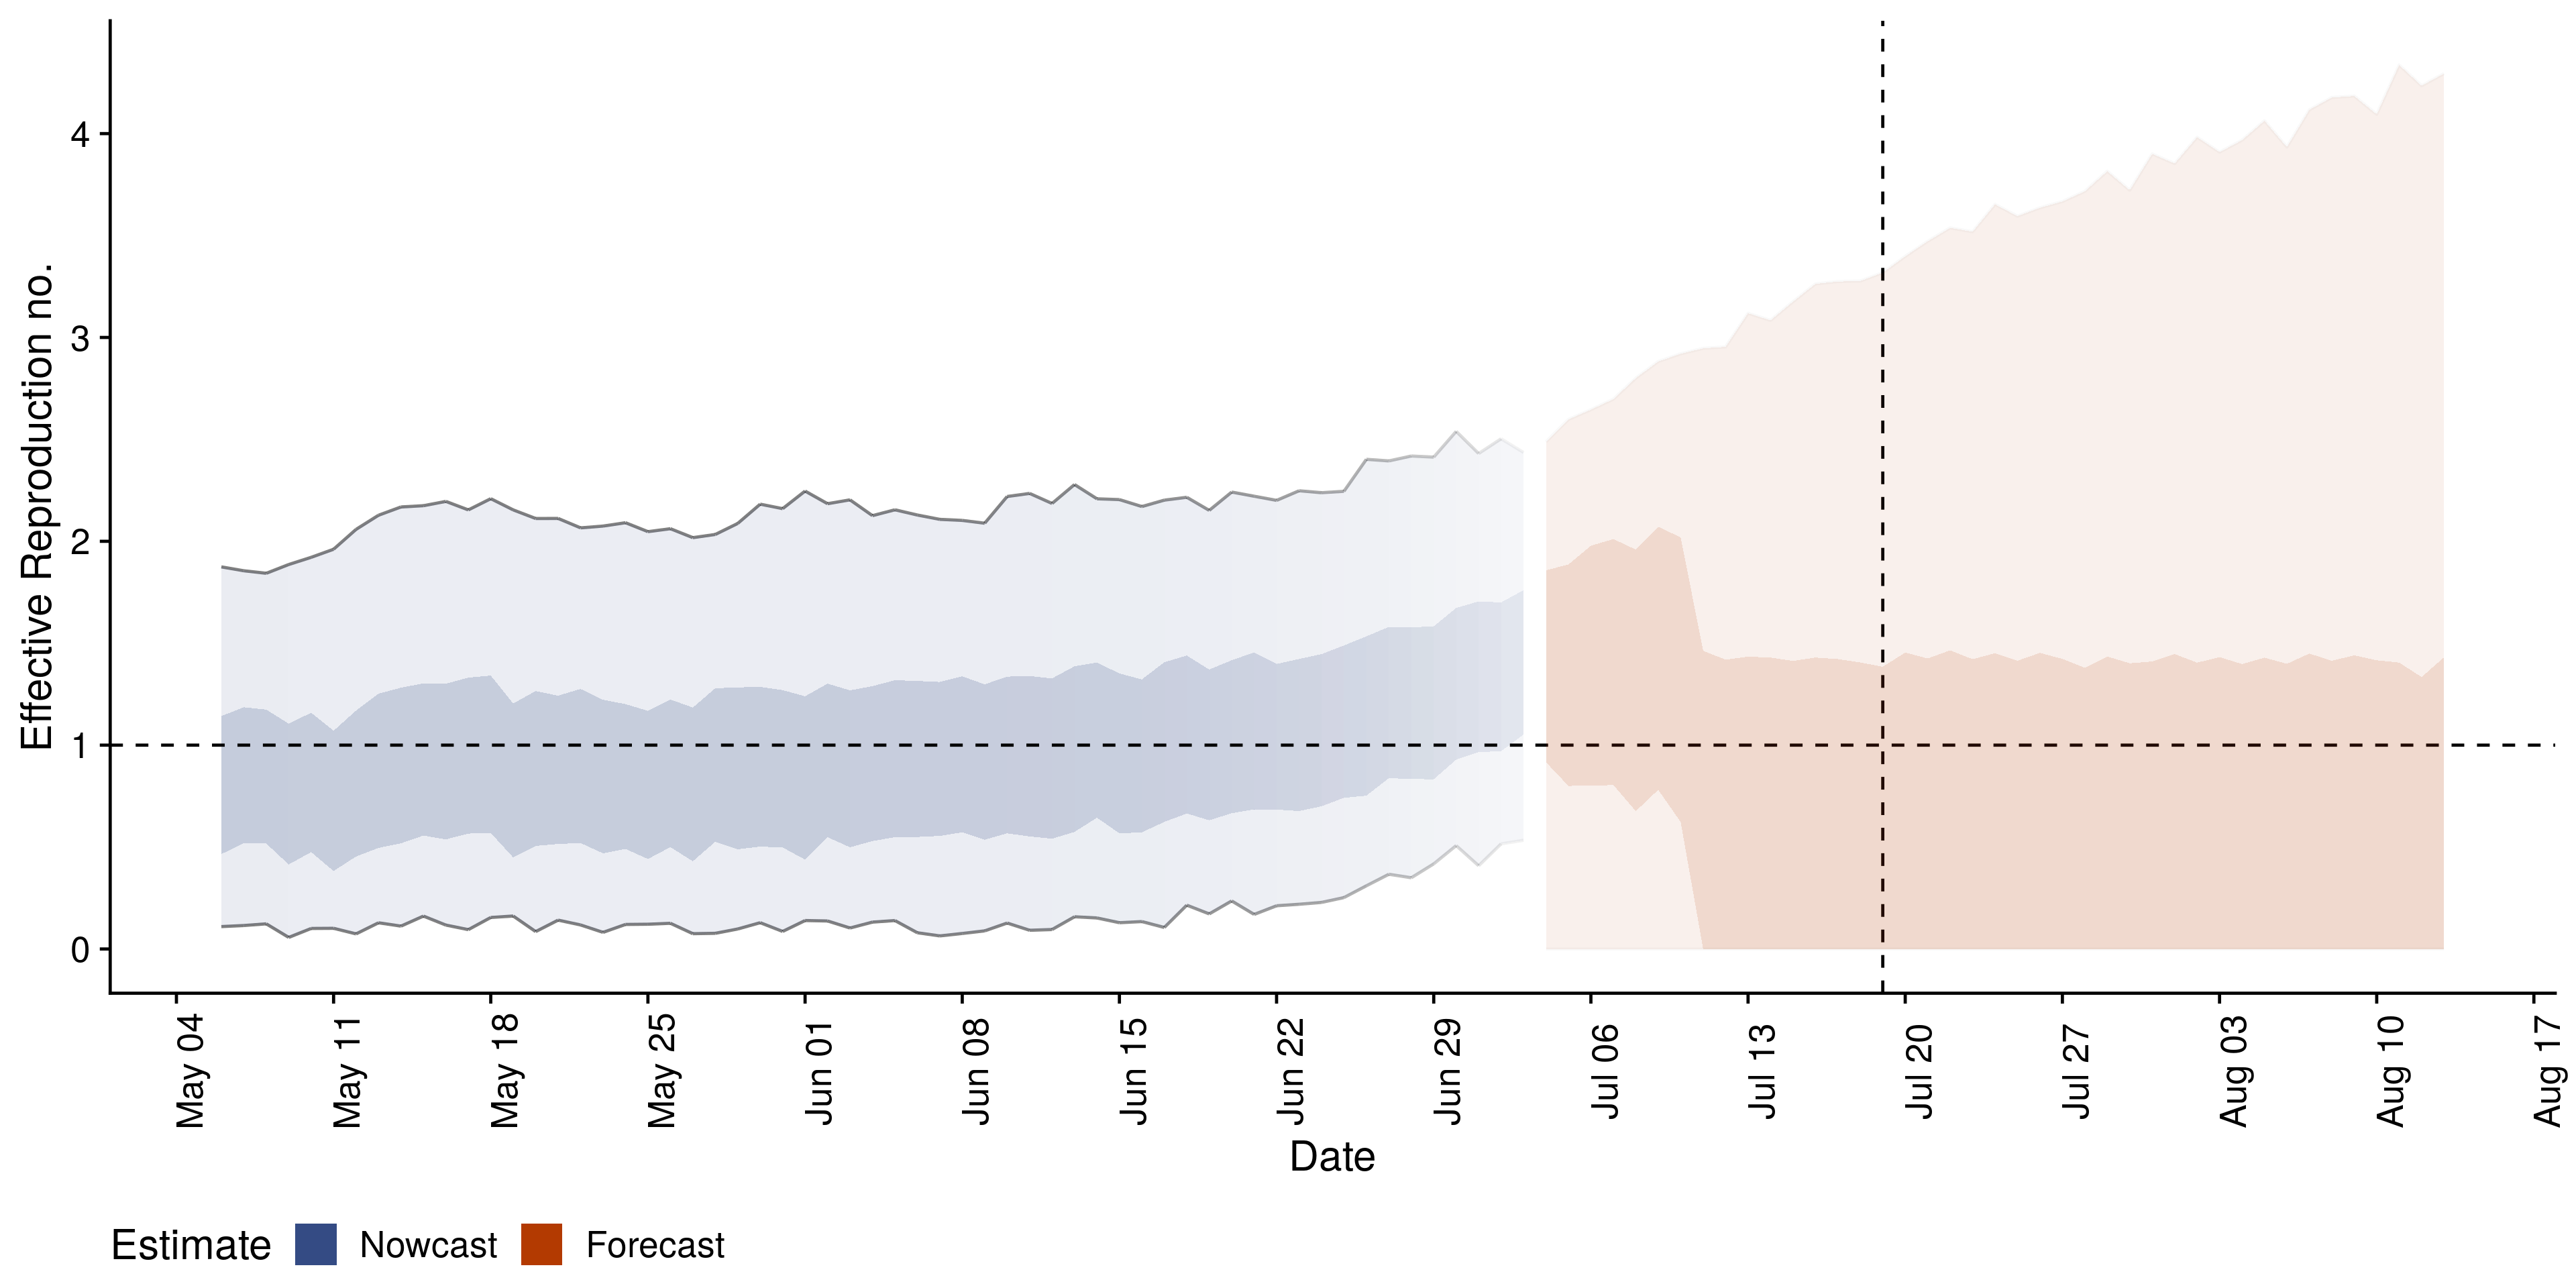 Effective Reproduction no.
4
3
2
1
0
May 04
May 11
May 18
May 25
Jun 01
Jun 08
Jun 15
Jun 22
Jun 29
Jul 06
Jul 13
Jul 20
Jul 27
Aug 03
Aug 10
Aug 17
Date
Estimate Nowcast Forecast